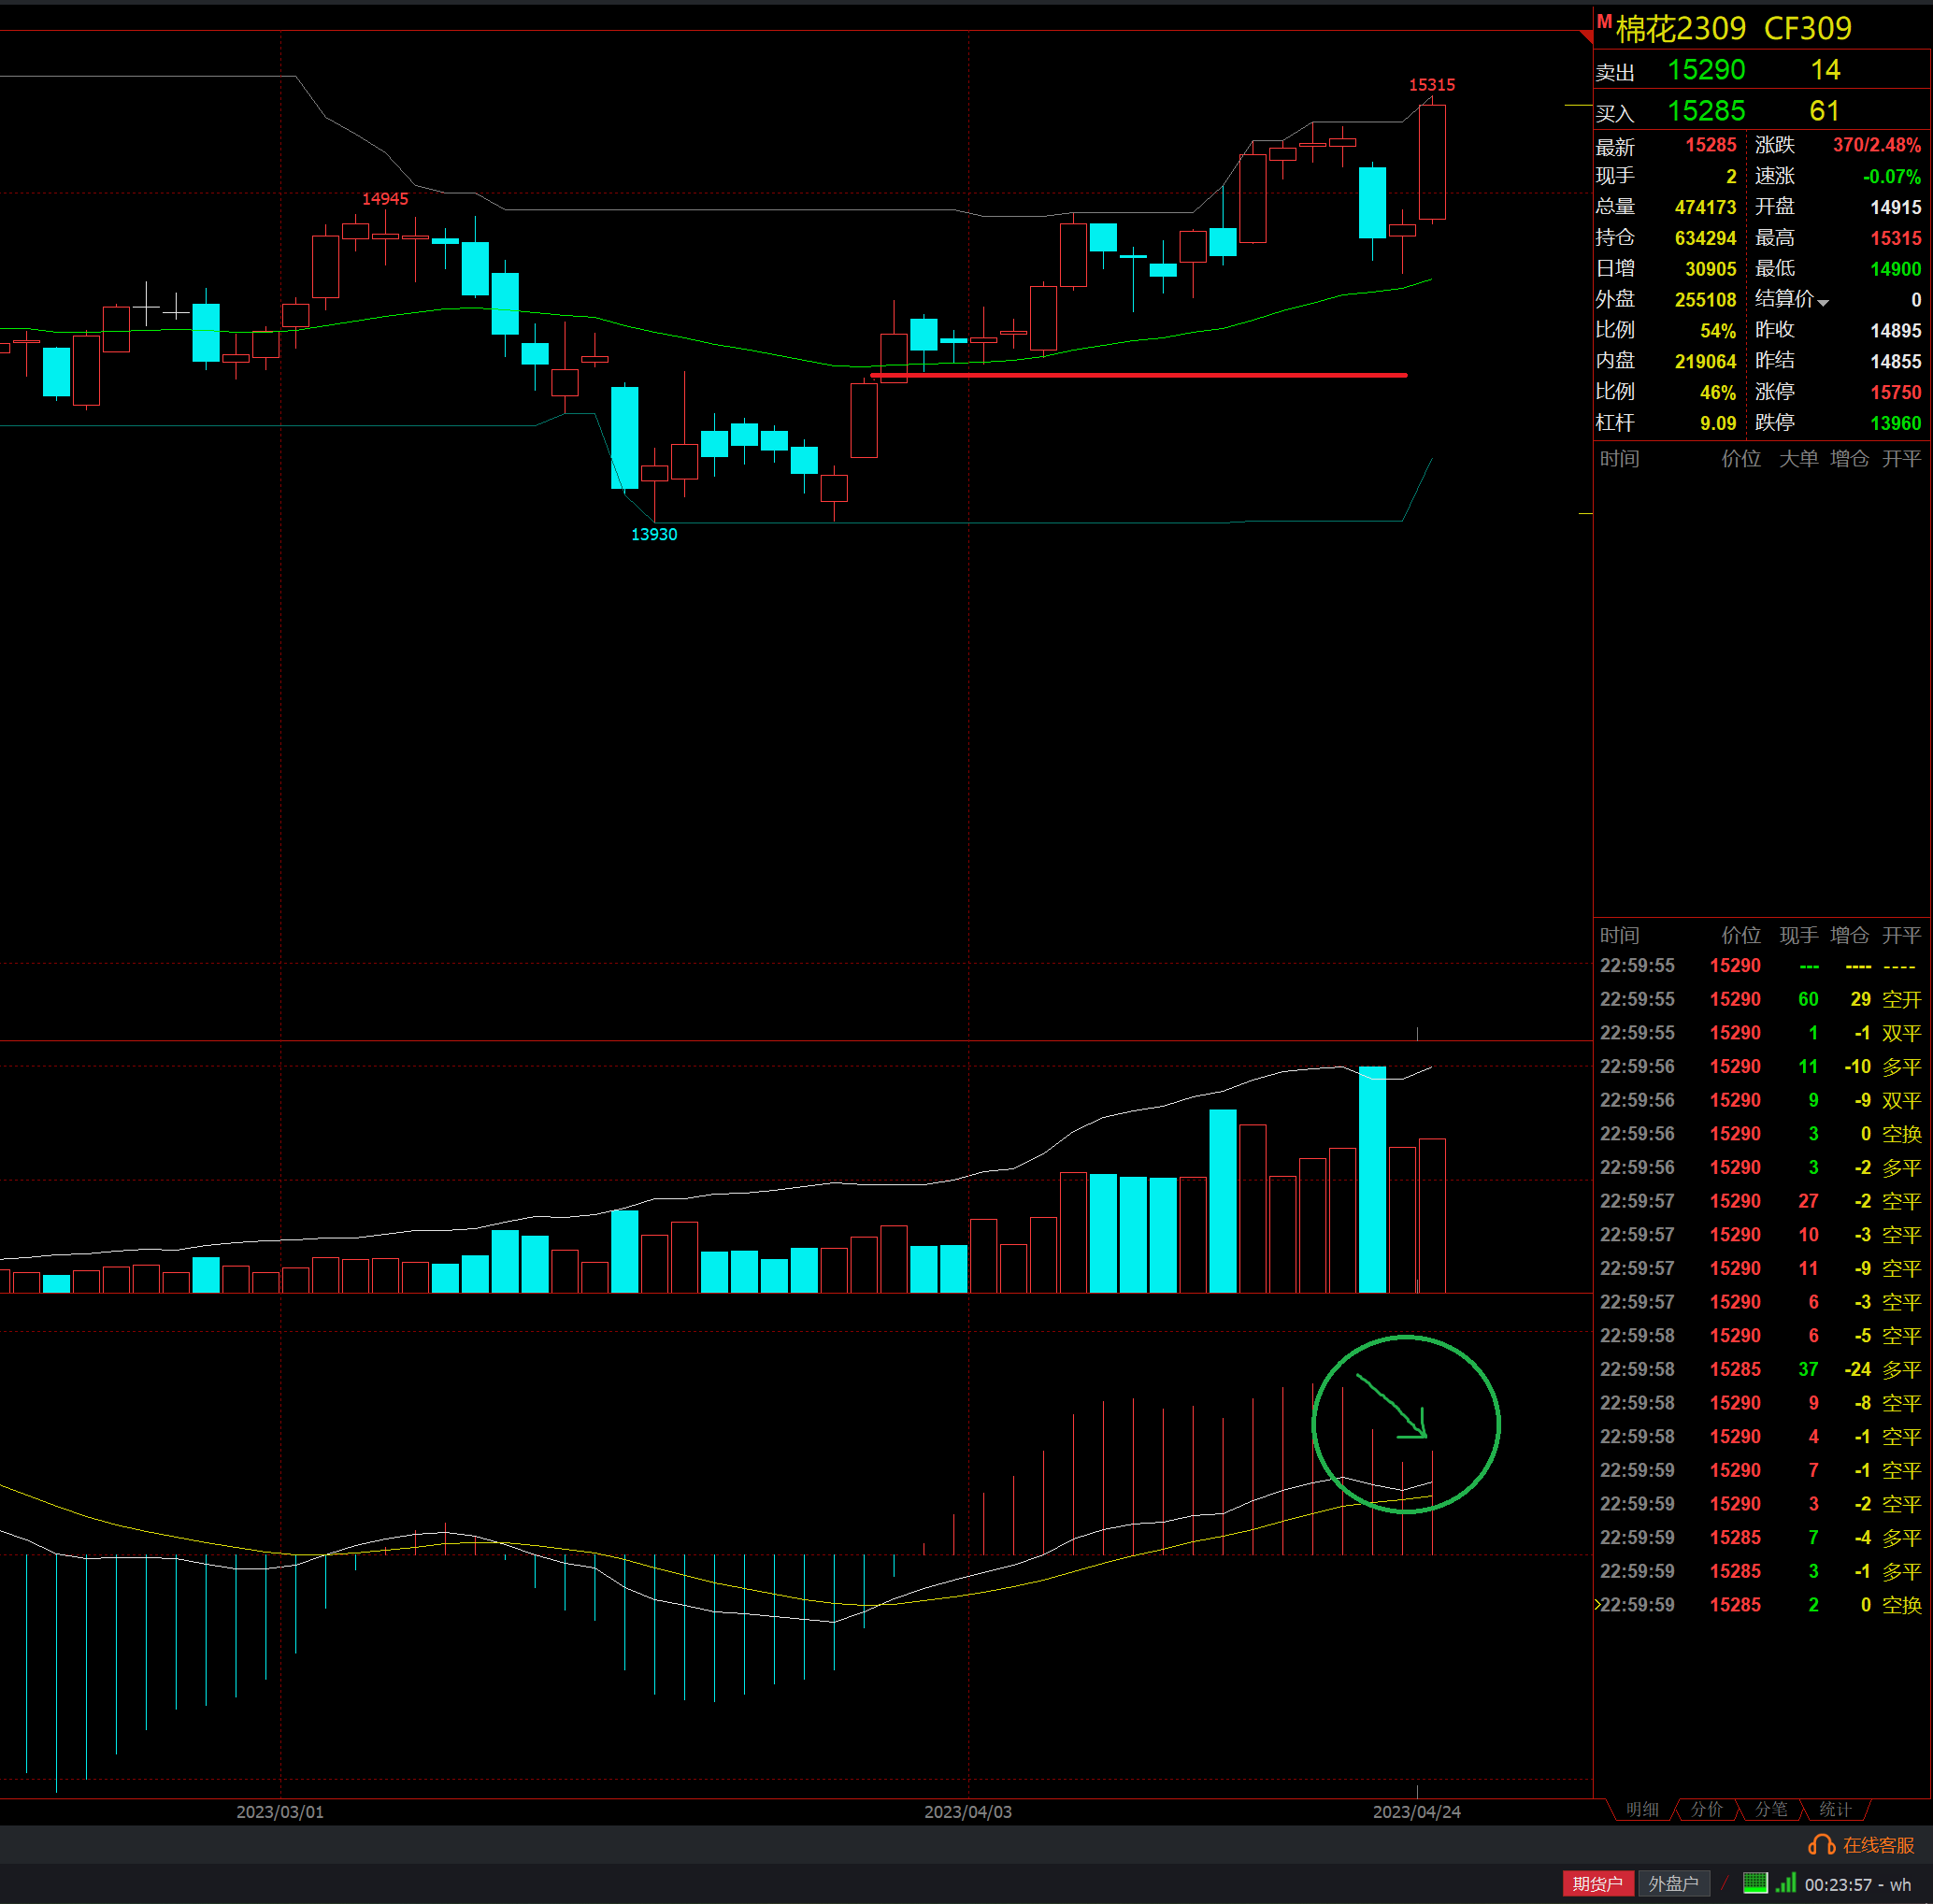 M棉花2309 CF309
卖出 15290 14
买入 15285 61
最新 15285 涨跌 370/2.48%
现手 2 速涨 -0.07%
总量 474173 开盘 14915
持仓 634294 最高 15315
日增 30905 最低 14900
外盘 255108 结算价 0
比例 54% 昨收 14895
内盘 219064 昨结 14855
比例 46% 涨停 15750
杠杆 9.09 跌停 13960
时间 价位 大单 增仓 开平
15315
14945
13930
时间 价位 现手 增仓 开平
22:59:55 15290 --- ---- ----
22:59:55 15290 60 29 空开
22:59:55 15290 1 -1 双平
22:59:56 15290 11 -10 多平
22:59:56 15290 9 -9 双平
22:59:56 15290 3 0 空换
22:59:56 15290 3 -2 多平
22:59:57 15290 27 -2 空平
22:59:57 15290 10 -3 空平
22:59:57 15290 11 -9 空平
22:59:57 15290 6 -3 空平
22:59:58 15290 6 -5 空平
22:59:58 15285 37 -24 多平
22:59:58 15290 9 -8 空平
22:59:58 15290 4 -1 空平
22:59:59 15290 7 -1 空平
22:59:59 15290 3 -2 空平
22:59:59 15285 7 -4 多平
22:59:59 15285 3 -1 多平
22:59:59 15285 2 0 空换
2023/03/01 2023/04/03 2023/04/24
明细 分价 分笔 统计
在线客服
期货户 外盘户 00:23:57 - wh